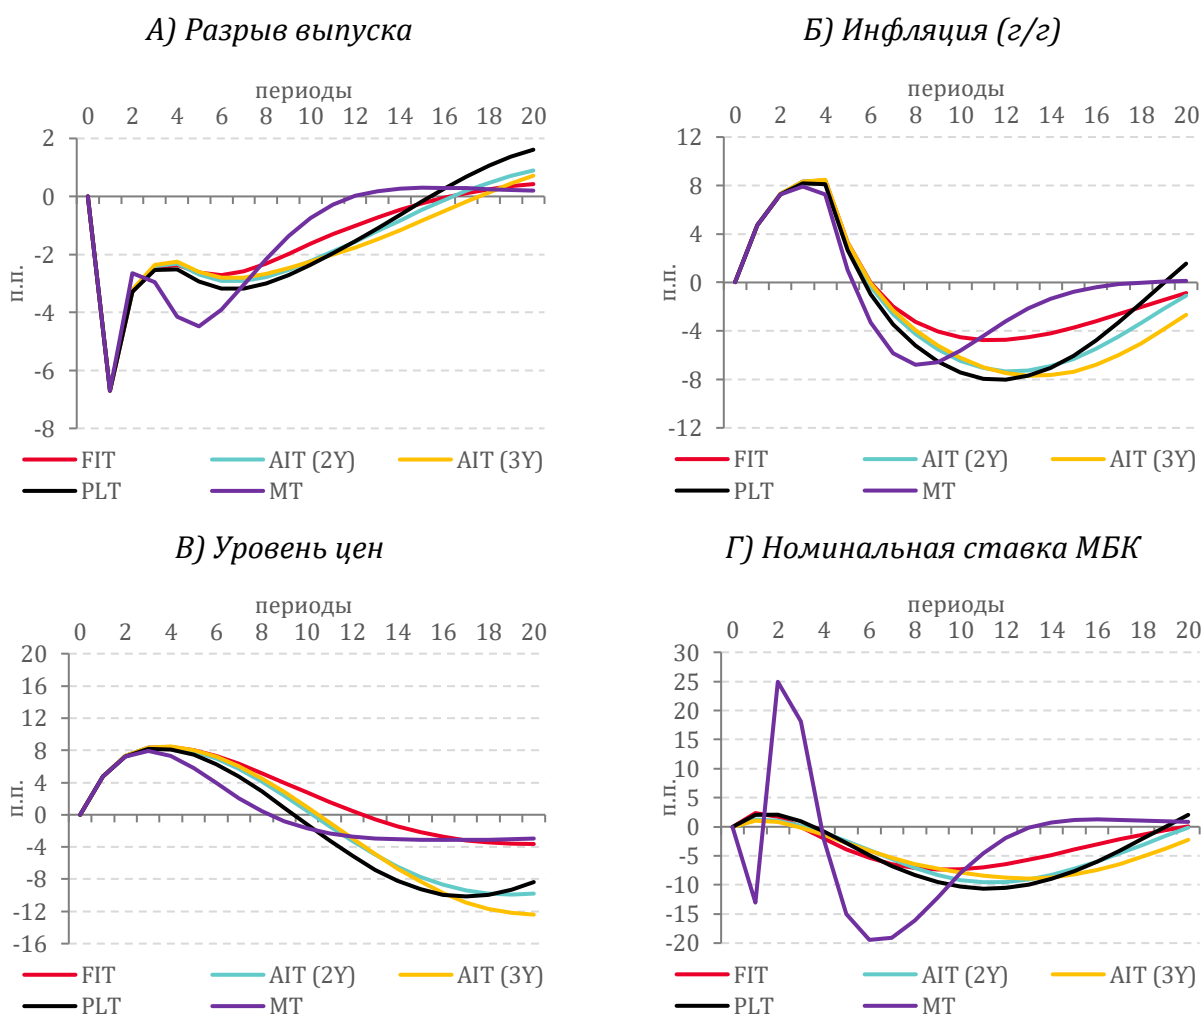 А) Разрыв выпуска
периоды
0 2 4 6 8 10 12 14 16 18 20
2
0
-2
-4
-6
-8
п.п.
FIT AIT (2Y) AIT (3Y)
PLT MT
Б) Инфляция (г/г)
периоды
0 2 4 6 8 10 12 14 16 18 20
12
8
4
0
-4
-8
-12
п.п.
FIT AIT (2Y) AIT (3Y)
PLT MT
В) Уровень цен
периоды
0 2 4 6 8 10 12 14 16 18 20
20
16
12
8
4
0
-4
-8
-12
-16
п.п.
FIT AIT (2Y) AIT (3Y)
PLT MT
Г) Номинальная ставка МБК
периоды
0 2 4 6 8 10 12 14 16 18 20
30
25
20
15
10
5
0
-5
-10
-15
-20
п.п.
FIT AIT (2Y) AIT (3Y)
PLT MT